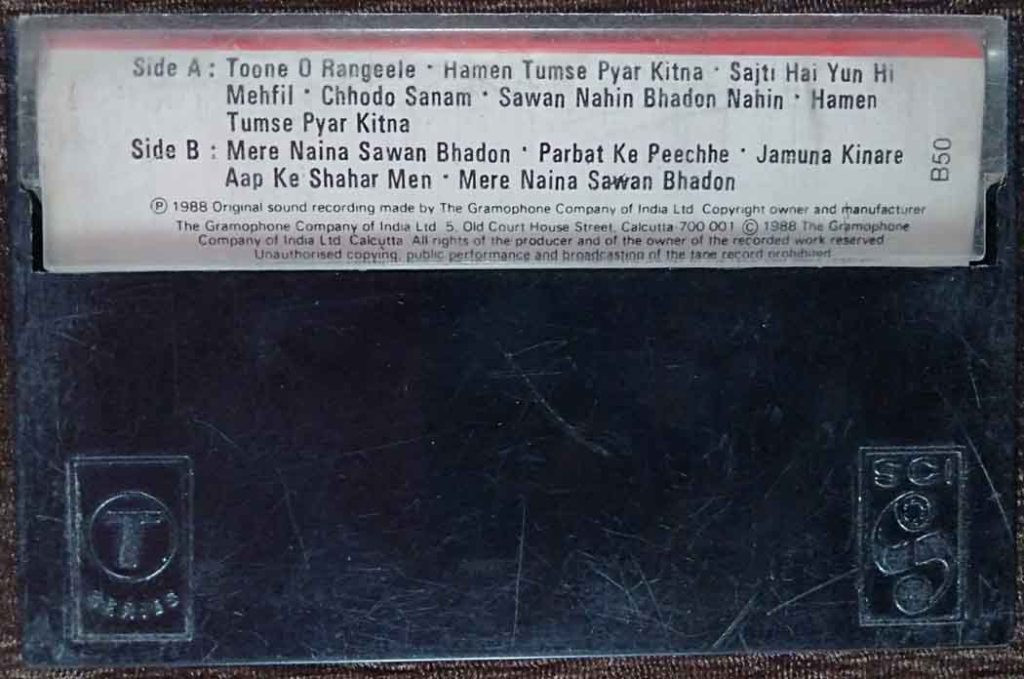 Side A : Toone O Rangeele · Hamen Tumse Pyar Kitna · Sajti Hai Yun Hi
Mehfil · Chhodo Sanam · Sawan Nahin Bhadon Nahin · Hamen
Tumse Pyar Kitna
Side B : Mere Naina Sawan Bhadon · Parbat Ke Peechhe · Jamuna Kinare
Aap Ke Shahar Men · Mere Naina Sawan Bhadon
B50
Ⓟ 1988 Original sound recording made by The Gramophone Company of India Ltd. Copyright owner and manufacturer
The Gramophone Company of India Ltd. 5, Old Court House Street, Calcutta-700 001 © 1988 The Gramophone
Company of India Ltd. Calcutta. All rights of the producer and of the owner of the recorded work reserved
Unauthorised copying, public performance and broadcasting of the tape record prohibited
T
SERIES
SCI